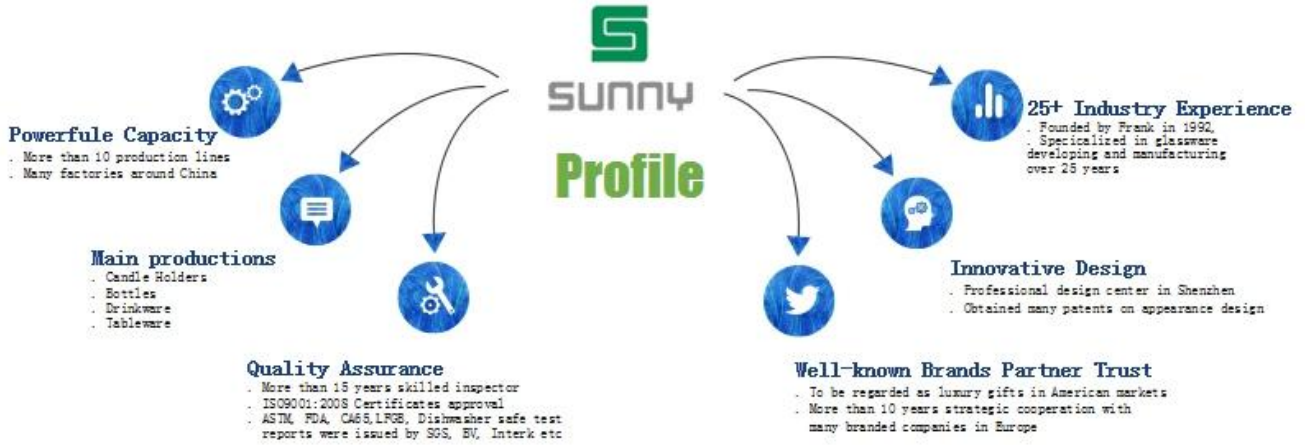 SUNNY
Profile
Powerfule Capacity
. More than 10 production lines
. Many factories around China
Main productions
. Candle Holders
. Bottles
. Drinkware
. Tableware
Quality Assurance
. More than 15 years skilled inspector
. ISO9001:2008 Certificates approval
. ASTM, FDA, CA65,LFGB, Dishwasher safe test
reports were issued by SGS, BV, Interk etc
25+ Industry Experience
. Founded by Frank in 1992,
. Specicalized in glassware
developing and manufacturing
over 25 years
Innovative Design
. Professional design center in Shenzhen
. Obtained many patents on appearance design
Well-known Brands Partner Trust
. To be regarded as luxury gifts in American markets
. More than 10 years strategic cooperation with
many branded companies in Europe